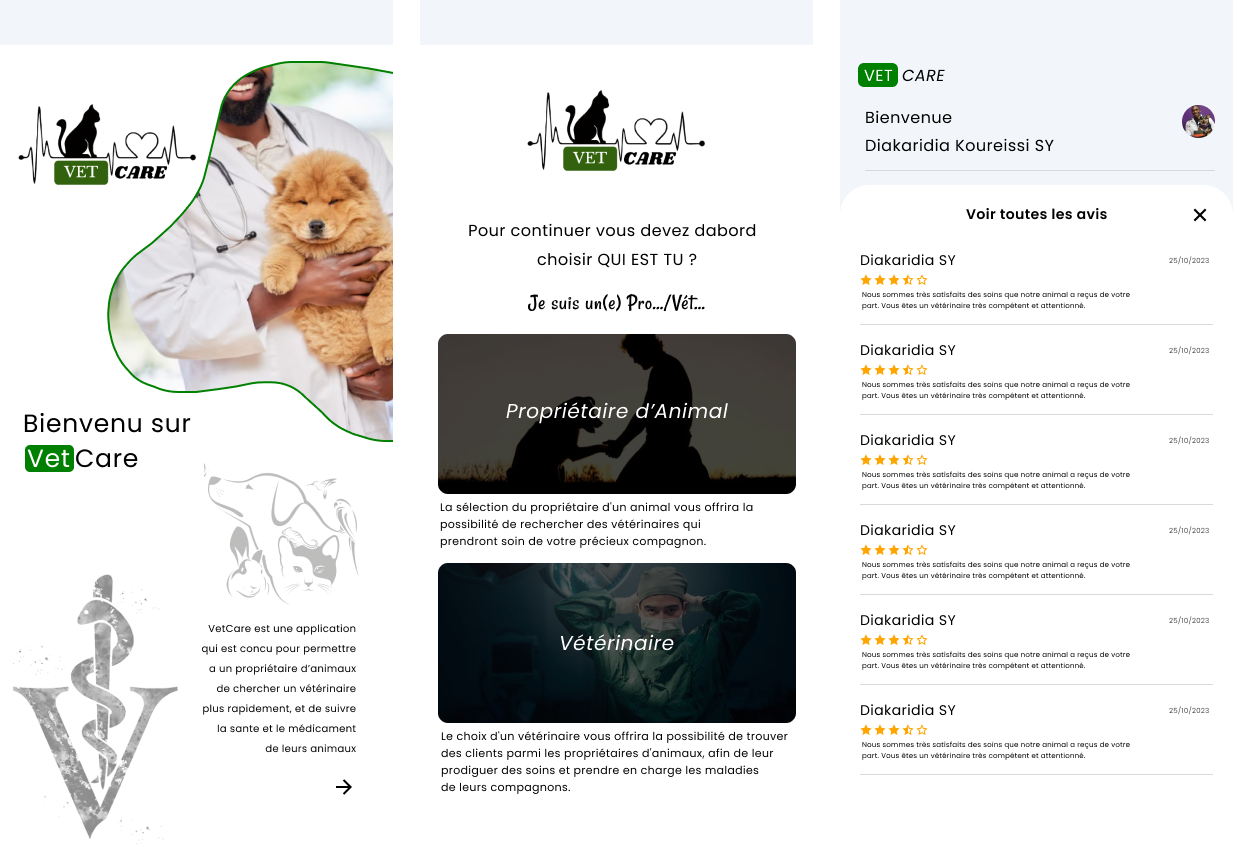 VET CARE
Bienvenu sur
VetCare
VetCare est une application
qui est concu pour permettre
a un propriétaire d’animaux
de chercher un vétérinaire
plus rapidement, et de suivre
la sante et le médicament
de leurs animaux
VET CARE
Pour continuer vous devez dabord
choisir QUI EST TU ?
Je suis un(e) Pro.../Vét...
Propriétaire d’Animal
La sélection du propriétaire d'un animal vous offrira la
possibilité de rechercher des vétérinaires qui
prendront soin de votre précieux compagnon.
Vétérinaire
Le choix d'un vétérinaire vous offrira la possibilité de trouver
des clients parmi les propriétaires d'animaux, afin de leur
prodiguer des soins et prendre en charge les maladies
de leurs compagnons.
VET CARE
Bienvenue
Diakaridia Koureissi SY
Voir toutes les avis
Diakaridia SY 25/10/2023
Nous sommes très satisfaits des soins que notre animal a reçus de votre
part. Vous êtes un vétérinaire très compétent et attentionné.
Diakaridia SY 25/10/2023
Nous sommes très satisfaits des soins que notre animal a reçus de votre
part. Vous êtes un vétérinaire très compétent et attentionné.
Diakaridia SY 25/10/2023
Nous sommes très satisfaits des soins que notre animal a reçus de votre
part. Vous êtes un vétérinaire très compétent et attentionné.
Diakaridia SY 25/10/2023
Nous sommes très satisfaits des soins que notre animal a reçus de votre
part. Vous êtes un vétérinaire très compétent et attentionné.
Diakaridia SY 25/10/2023
Nous sommes très satisfaits des soins que notre animal a reçus de votre
part. Vous êtes un vétérinaire très compétent et attentionné.
Diakaridia SY 25/10/2023
Nous sommes très satisfaits des soins que notre animal a reçus de votre
part. Vous êtes un vétérinaire très compétent et attentionné.